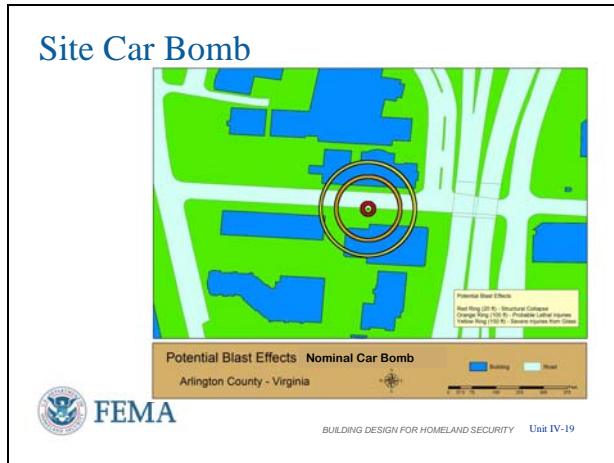 Site Car Bomb
Potential Blast Effects
Red Ring (20 ft) - Structural Collapse
Orange Ring (100 ft) - Probable Lethal Injuries
Yellow Ring (150 ft) - Severe Injuries from Glass
Potential Blast Effects Nominal Car Bomb
Building
Road
Arlington County - Virginia
FEMA
BUILDING DESIGN FOR HOMELAND SECURITY Unit IV-19